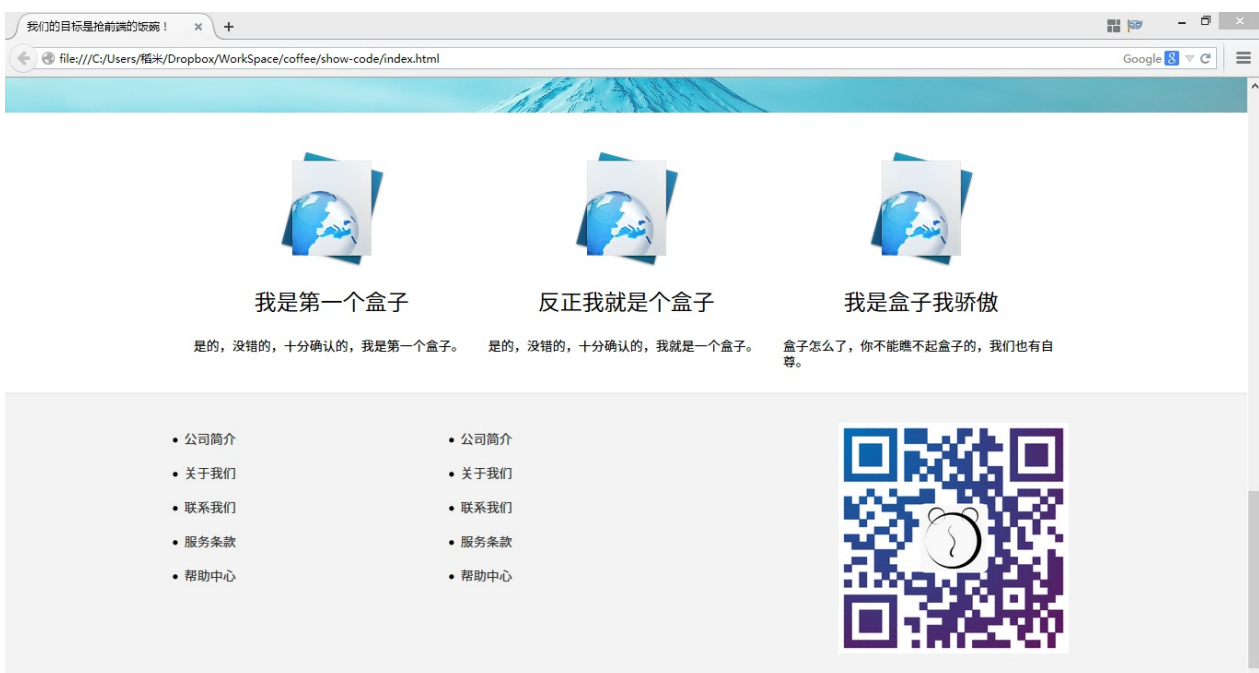 我们的目标是抢前端的饭碗！
file:///C:/Users/稻米/Dropbox/WorkSpace/coffee/show-code/index.html
Google 8
我是第一个盒子
是的，没错的，十分确认的，我是第一个盒子。
反正我就是个盒子
是的，没错的，十分确认的，我就是一个盒子。
我是盒子我骄傲
盒子怎么了，你不能瞧不起盒子的，我们也有自
尊。
• 公司简介
• 关于我们
• 联系我们
• 服务条款
• 帮助中心
• 公司简介
• 关于我们
• 联系我们
• 服务条款
• 帮助中心